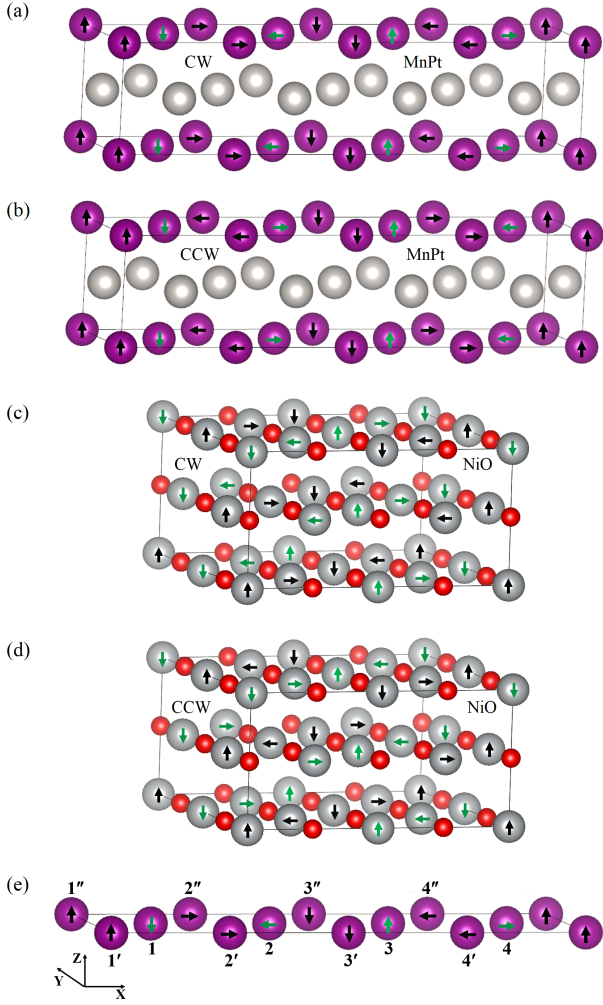 (a)
CW MnPt
(b)
CCW MnPt
(c)
CW NiO
(d)
CCW NiO
(e)
1″ 2″ 3″ 4″
1′ 1 2′ 2 3′ 3 4′ 4
Z
Y
X